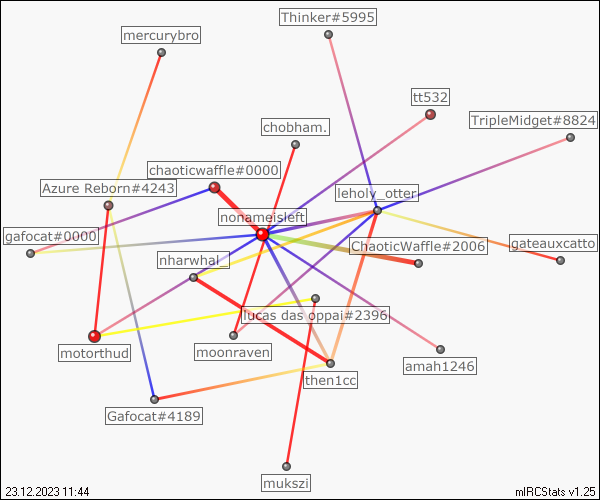 Thinker#5995
mercurybro
tt532
TripleMidget#8824
chobham.
chaoticwaffle#0000
Azure Reborn#4243
leholy_otter
nonameisleft
gafocat#0000
ChaoticWaffle#2006
gateauxcatto
nharwhal_
lucas das oppai#2396
motorthud
moonraven
amah1246
then1cc
Gafocat#4189
mukszi
23.12.2023 11:44
mIRCStats v1.25